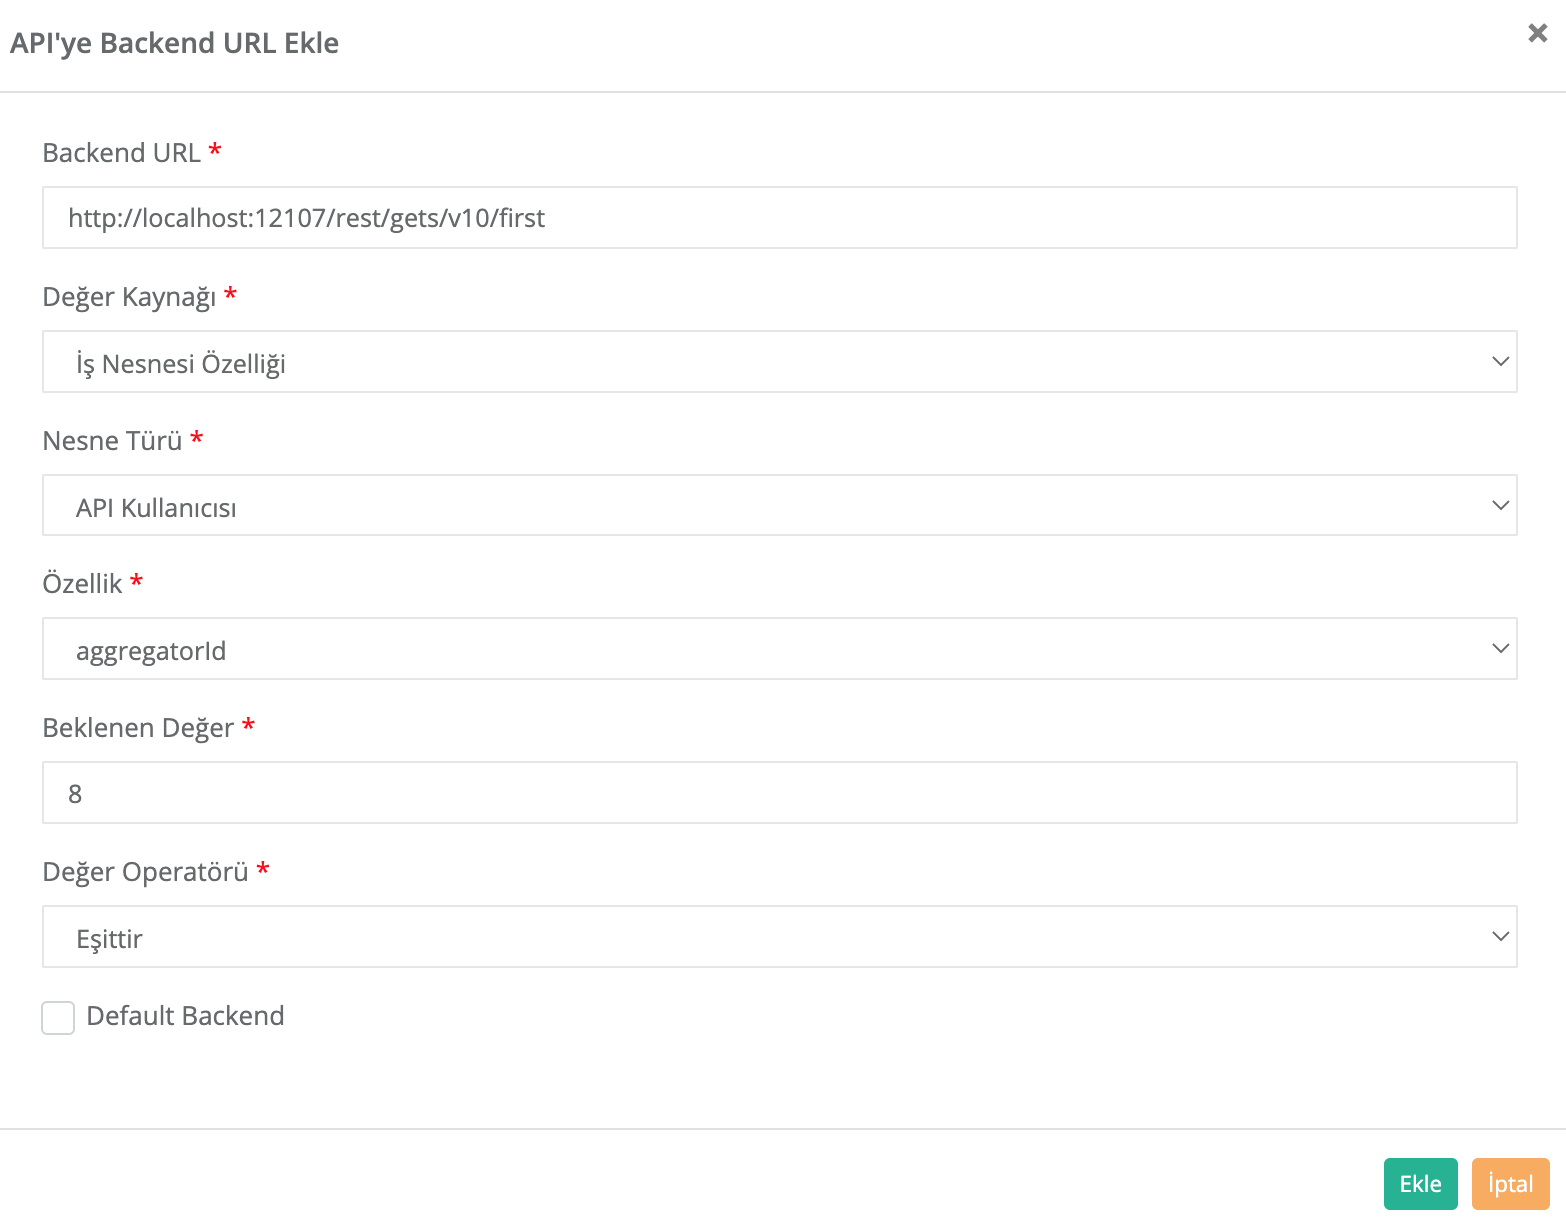 API'ye Backend URL Ekle
Backend URL *
http://localhost:12107/rest/gets/v10/first
Değer Kaynağı *
İş Nesnesi Özelliği
Nesne Türü *
API Kullanıcısı
Özellik *
aggregatorId
Beklenen Değer *
8
Değer Operatörü *
Eşittir
Default Backend
Ekle
İptal